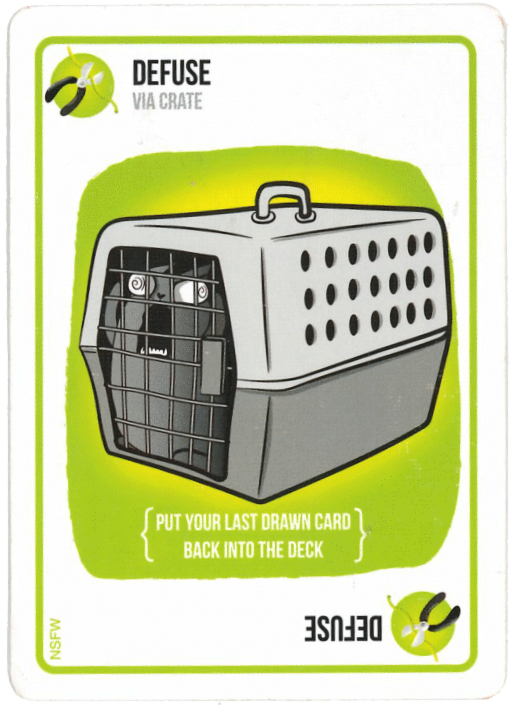 DEFUSE
VIA CRATE
{PUT YOUR LAST DRAWN CARD
BACK INTO THE DECK}
NSFW
DEFUSE